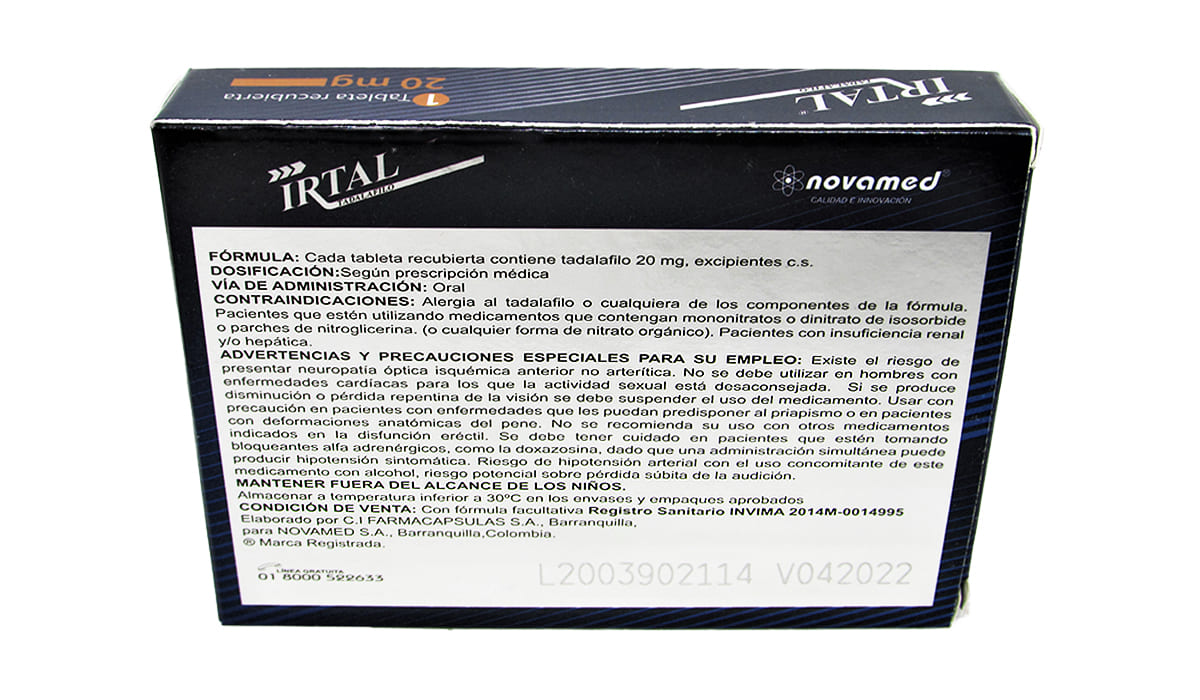 1 Tableta recubierta
20 mg
IRTAL®
TADALAFILO
IRTAL®
TADALAFILO
novamed®
CALIDAD E INNOVACIÓN
FÓRMULA: Cada tableta recubierta contiene tadalafilo 20 mg, excipientes c.s.
DOSIFICACIÓN:Según prescripción médica
VÍA DE ADMINISTRACIÓN: Oral
CONTRAINDICACIONES: Alergia al tadalafilo o cualquiera de los componentes de la fórmula.
Pacientes que estén utilizando medicamentos que contengan mononitratos o dinitrato de isosorbide
o parches de nitroglicerina. (o cualquier forma de nitrato orgánico). Pacientes con insuficiencia renal
y/o hepática.
ADVERTENCIAS Y PRECAUCIONES ESPECIALES PARA SU EMPLEO: Existe el riesgo de
presentar neuropatía óptica isquémica anterior no arterítica. No se debe utilizar en hombres con
enfermedades cardíacas para los que la actividad sexual está desaconsejada. Si se produce
disminución o pérdida repentina de la visión se debe suspender el uso del medicamento. Usar con
precaución en pacientes con enfermedades que les puedan predisponer al priapismo o en pacientes
con deformaciones anatómicas del pene. No se recomienda su uso con otros medicamentos
indicados en la disfunción eréctil. Se debe tener cuidado en pacientes que estén tomando
bloqueantes alfa adrenérgicos, como la doxazosina, dado que una administración simultánea puede
producir hipotensión sintomática. Riesgo de hipotensión arterial con el uso concomitante de este
medicamento con alcohol, riesgo potencial sobre pérdida súbita de la audición.
MANTENER FUERA DEL ALCANCE DE LOS NIÑOS.
Almacenar a temperatura inferior a 30ºC en los envases y empaques aprobados
CONDICIÓN DE VENTA: Con fórmula facultativa Registro Sanitario INVIMA 2014M-0014995
Elaborado por C.I FARMACAPSULAS S.A., Barranquilla,
para NOVAMED S.A., Barranquilla,Colombia.
® Marca Registrada.
LÍNEA GRATUITA
01 8000 522633
L2003902114 V042022